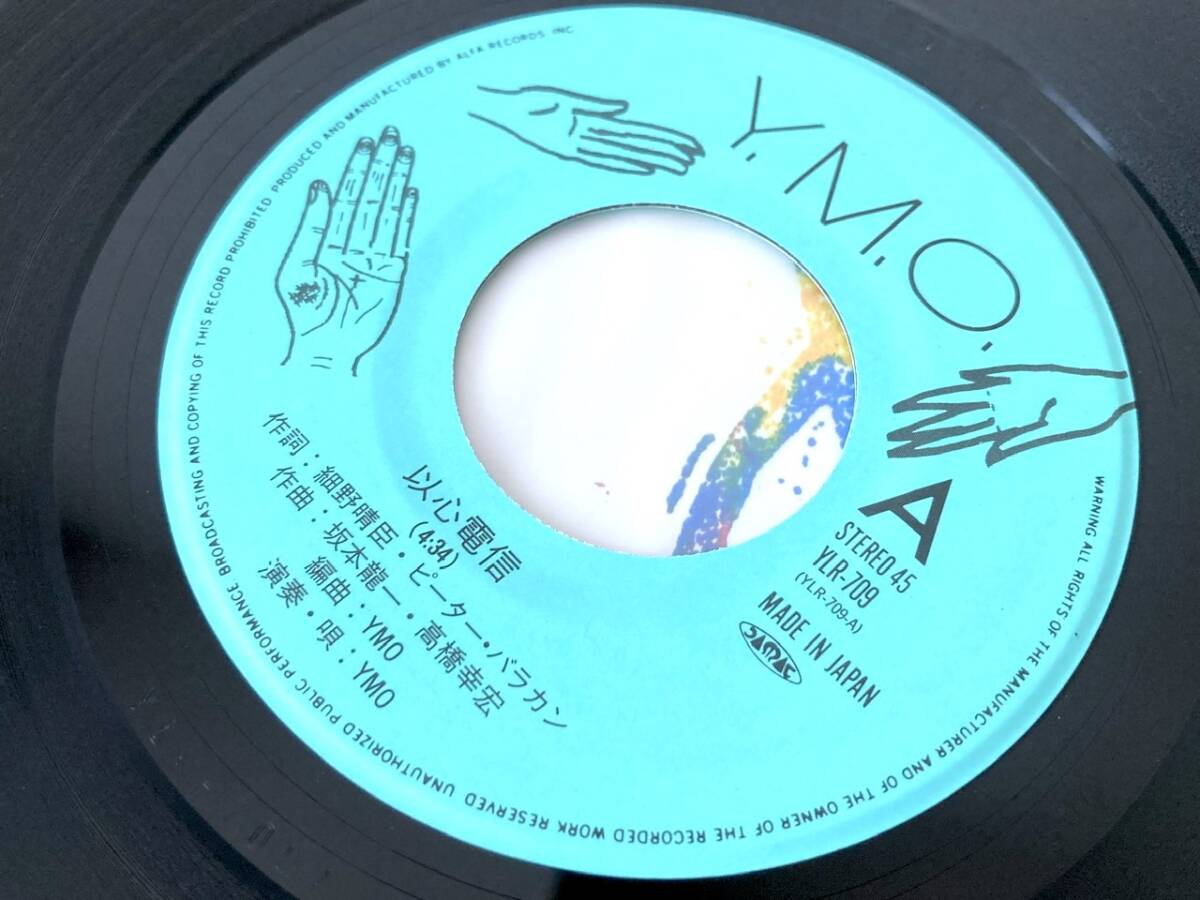 Y.M.O.
A
STEREO 45
YLR-709
(YLR-709-A)
MADE IN JAPAN
JASRAC
以心電信
(4:34)
作詞：細野晴臣・ピーター・バラカン
作曲：坂本龍一・高橋幸宏
編曲：YMO
演奏・唄：YMO
WARNING ALL RIGHTS OF THE MANUFACTURER AND OF THE OWNER OF THE RECORDED WORK RESERVED UNAUTHORIZED PUBLIC PERFORMANCE BROADCASTING AND COPYING OF THIS RECORD PROHIBITED PRODUCED AND MANUFACTURED BY ALFA RECORDS, INC